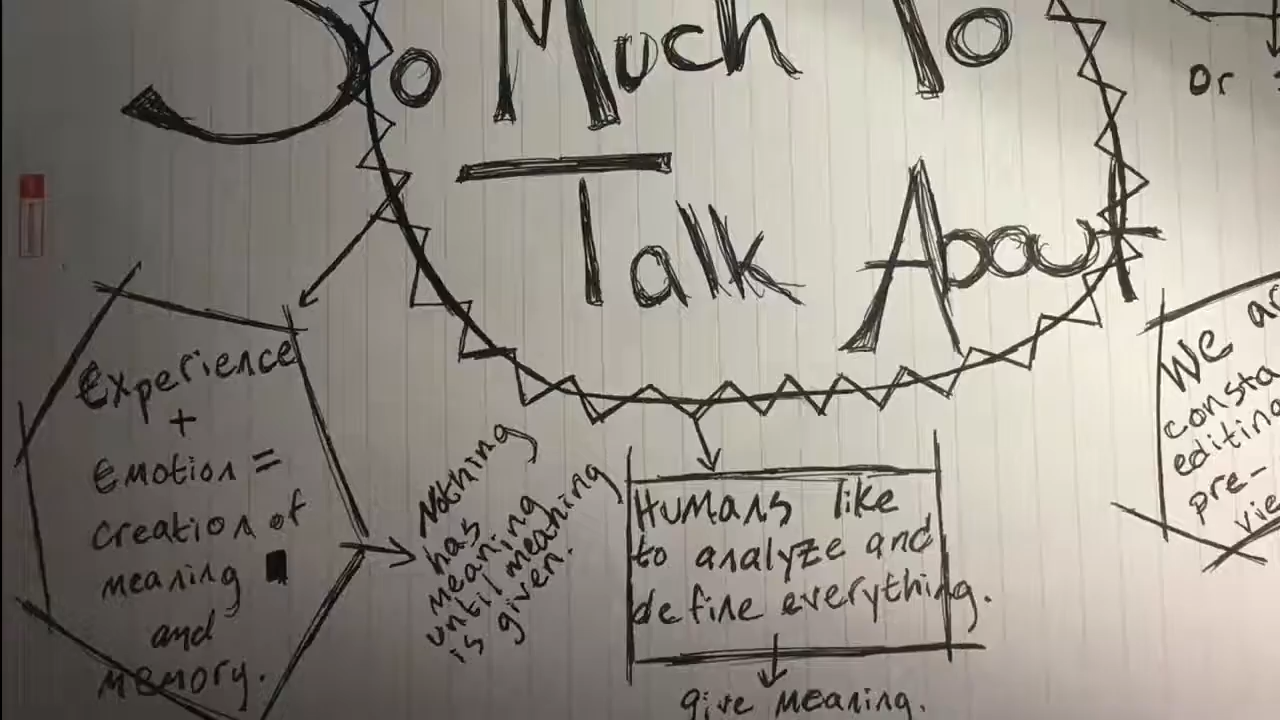 So Much To
Talk About
Or
Experience
+
Emotion =
creation of
meaning
and
memory.
Nothing
has
meaning
until meaning
is given.
Humans like
to analyze and
define everything.
give meaning.
We ar
consta
editing
pre-
vie